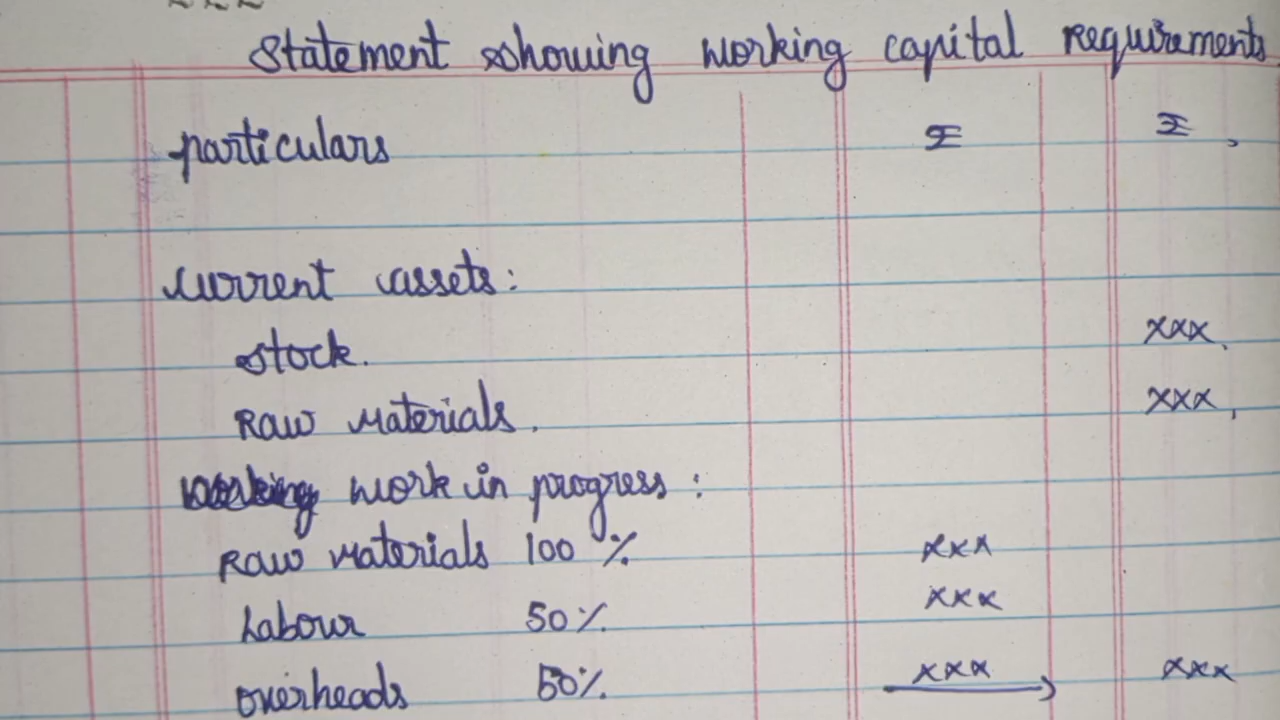 Statement showing working capital requirements
particulars ₹ ₹
current assets:
stock. xxx
Raw Materials. xxx
work in progress:
Raw Materials 100% xxx
Labour 50% xxx
overheads 50% xxx xxx